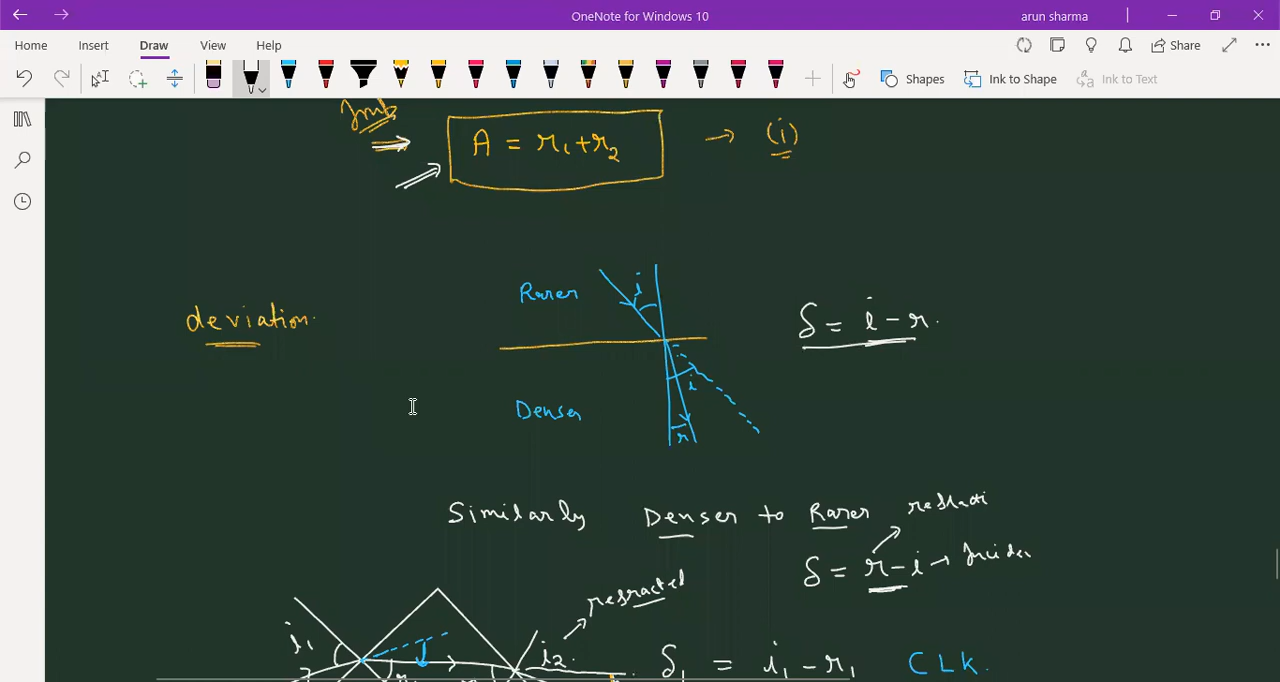 OneNote for Windows 10
arun sharma
Home Insert Draw View Help
Share
Shapes Ink to Shape Ink to Text
Imb
A = r₁+r₂ → (i)
Rarer i
deviation.
δ = i - r.
i
Denser
r
Similarly Denser to Rarer
δ = r - i →
refracted
i₁ i₂.
δ₁ = i₁ - r₁ CLK.